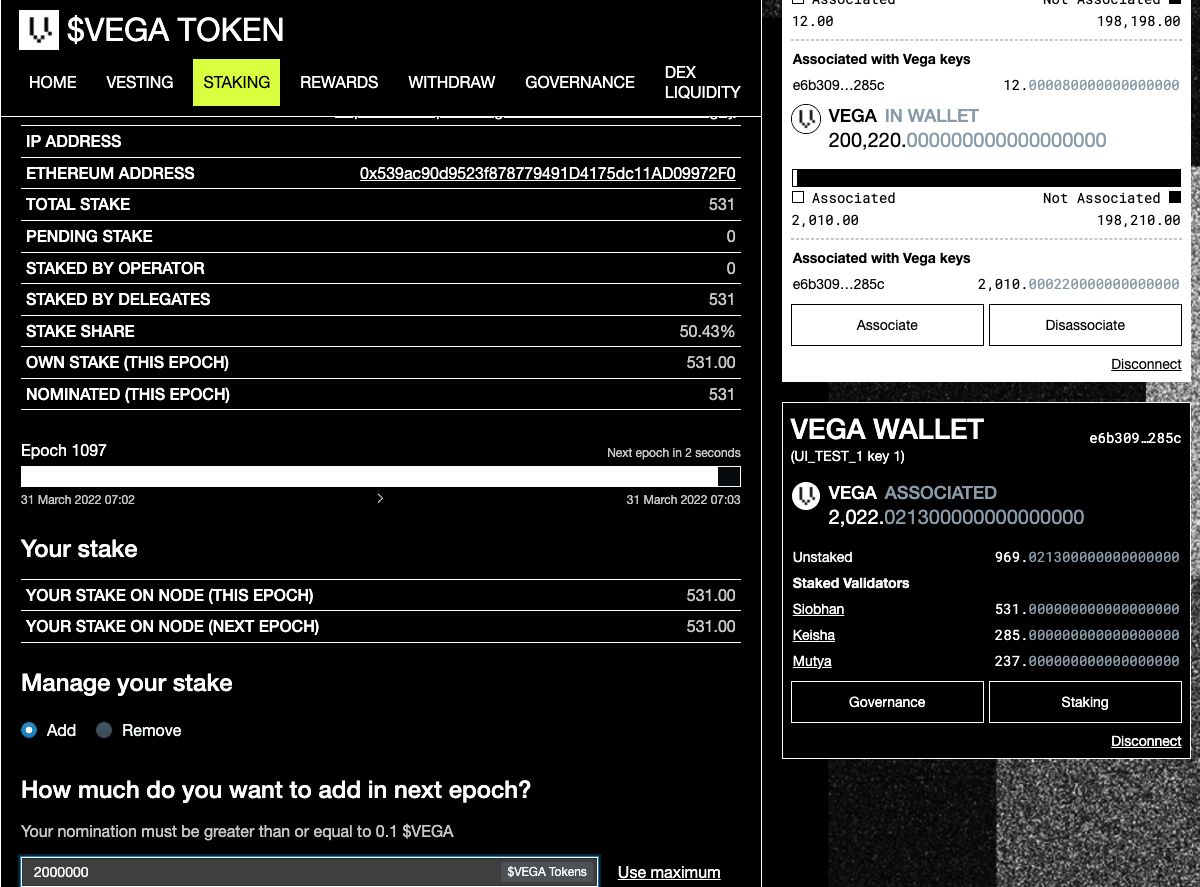 $VEGA TOKEN
HOME VESTING STAKING REWARDS WITHDRAW GOVERNANCE DEX LIQUIDITY
IP ADDRESS
ETHEREUM ADDRESS 0x539ac90d9523f878779491D4175dc11AD09972F0
TOTAL STAKE 531
PENDING STAKE 0
STAKED BY OPERATOR 0
STAKED BY DELEGATES 531
STAKE SHARE 50.43%
OWN STAKE (THIS EPOCH) 531.00
NOMINATED (THIS EPOCH) 531
Epoch 1097 Next epoch in 2 seconds
31 March 2022 07:02 31 March 2022 07:03
Your stake
YOUR STAKE ON NODE (THIS EPOCH) 531.00
YOUR STAKE ON NODE (NEXT EPOCH) 531.00
Manage your stake
Add Remove
How much do you want to add in next epoch?
Your nomination must be greater than or equal to 0.1 $VEGA
2000000 $VEGA Tokens Use maximum
Associated Not Associated
12.00 198,198.00
Associated with Vega keys
e6b309…285c 12.000080000000000000
VEGA IN WALLET
200,220.000000000000000000
Associated Not Associated
2,010.00 198,210.00
Associated with Vega keys
e6b309…285c 2,010.000220000000000000
Associate Disassociate
Disconnect
VEGA WALLET e6b309…285c
(UI_TEST_1 key 1)
VEGA ASSOCIATED
2,022.021300000000000000
Unstaked 969.021300000000000000
Staked Validators
Siobhan 531.000000000000000000
Keisha 285.000000000000000000
Mutya 237.000000000000000000
Governance Staking
Disconnect